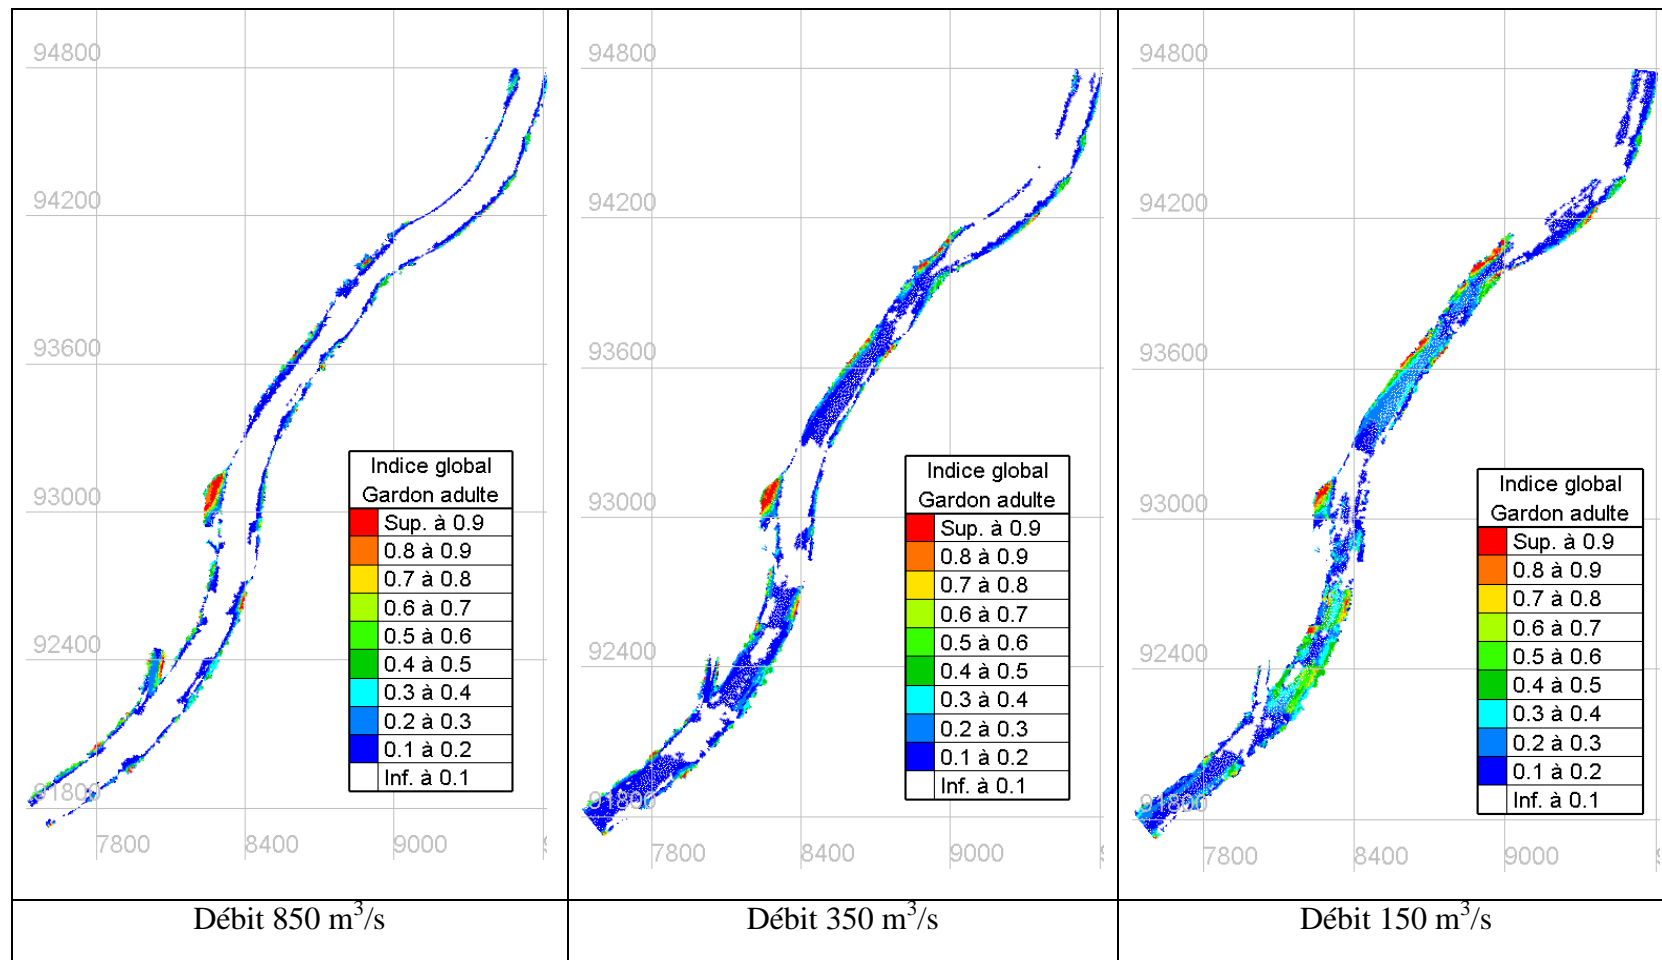 94800
94200
93600
93000
92400
91800
7800
8400
9000
Indice global
Gardon adulte
Sup. à 0.9
0.8 à 0.9
0.7 à 0.8
0.6 à 0.7
0.5 à 0.6
0.4 à 0.5
0.3 à 0.4
0.2 à 0.3
0.1 à 0.2
Inf. à 0.1
Débit 850 m³/s
94800
94200
93600
93000
92400
91800
7800
8400
9000
Indice global
Gardon adulte
Sup. à 0.9
0.8 à 0.9
0.7 à 0.8
0.6 à 0.7
0.5 à 0.6
0.4 à 0.5
0.3 à 0.4
0.2 à 0.3
0.1 à 0.2
Inf. à 0.1
Débit 350 m³/s
94800
94200
93600
93000
92400
91800
7800
8400
9000
Indice global
Gardon adulte
Sup. à 0.9
0.8 à 0.9
0.7 à 0.8
0.6 à 0.7
0.5 à 0.6
0.4 à 0.5
0.3 à 0.4
0.2 à 0.3
0.1 à 0.2
Inf. à 0.1
Débit 150 m³/s